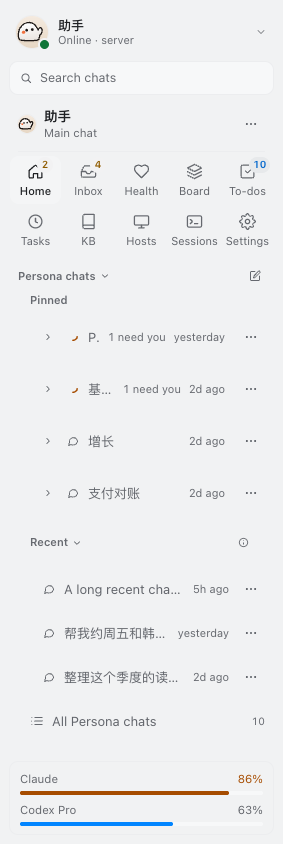 助手
Online · server
Search chats
助手
Main chat
2 4 10
Home Inbox Health Board To-dos
Tasks KB Hosts Sessions Settings
Persona chats
Pinned
P. 1 need you yesterday
基... 1 need you 2d ago
增长 2d ago
支付对账 2d ago
Recent
A long recent cha... 5h ago
帮我约周五和韩... yesterday
整理这个季度的读... 2d ago
All Persona chats 10
Claude 86%
Codex Pro 63%